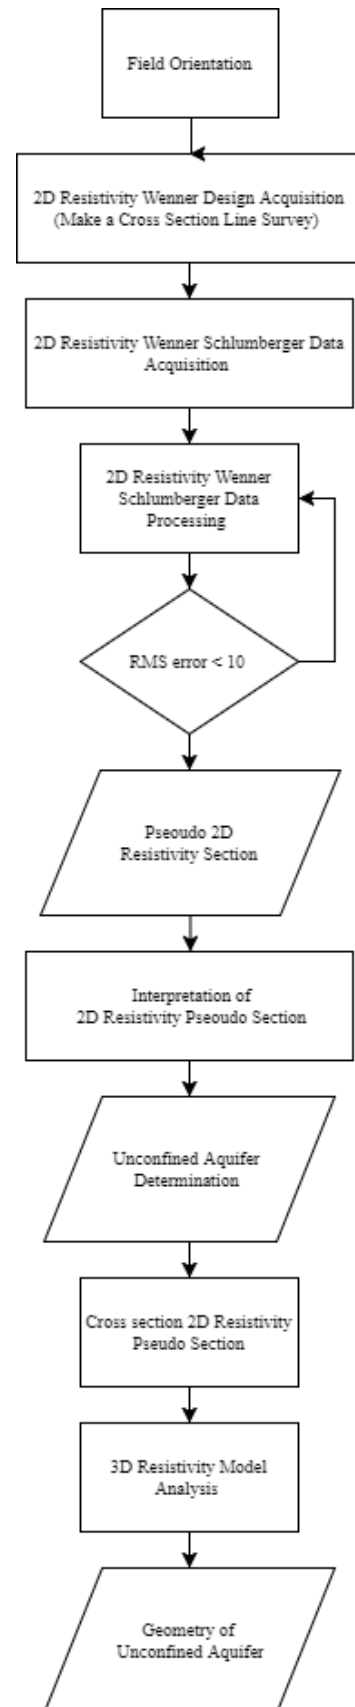 Field Orientation
2D Resistivity Wenner Design Acquisition
(Make a Cross Section Line Survey)
2D Resistivity Wenner Schlumberger Data
Acquisition
2D Resistivity Wenner
Schlumberger Data
Processing
RMS error < 10
Pseoudo 2D
Resistivity Section
Interpretation of
2D Resistivity Pseoudo Section
Unconfined Aquifer
Determination
Cross section 2D Resistivity
Pseudo Section
3D Resistivity Model
Analysis
Geometry of
Unconfined Aquifer